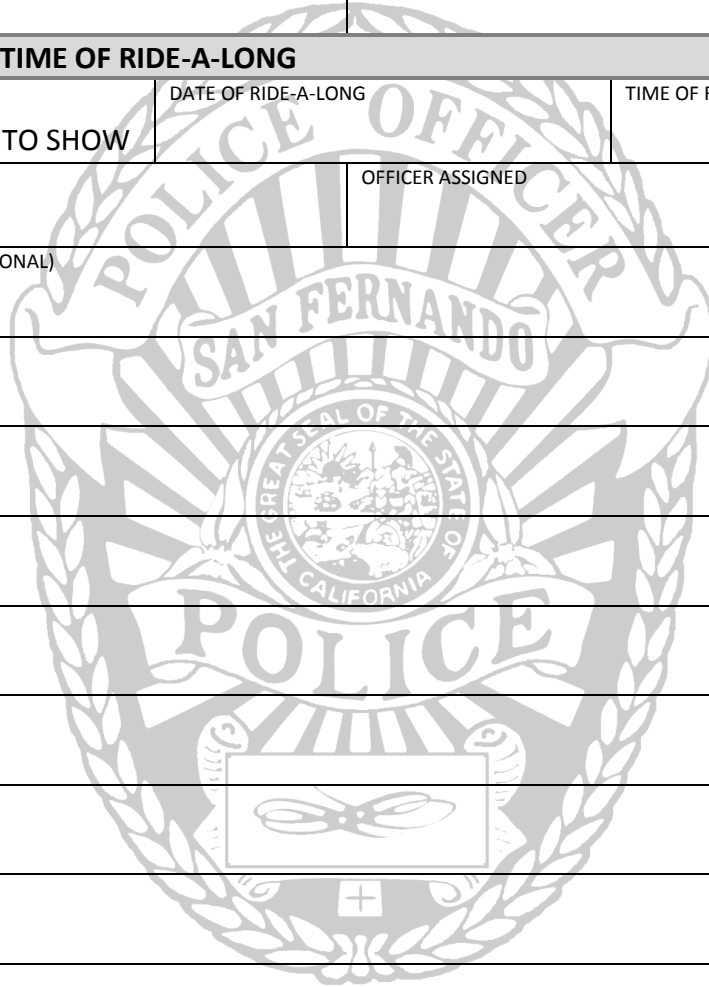 TIME OF RIDE-A-LONG
DATE OF RIDE-A-LONG
TIME OF
TO SHOW
OFFICER ASSIGNED
ONAL)
POLICE OFFICER
SAN FERNANDO
THE GREAT SEAL OF THE STATE OF CALIFORNIA
POLICE